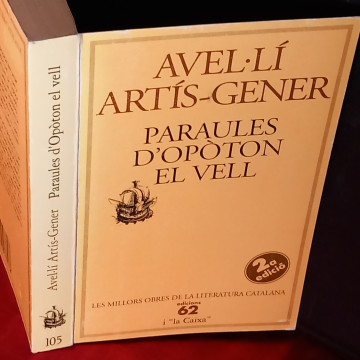 AVEL·LÍ
ARTÍS-GENER
PARAULES
D'OPÒTON
EL VELL
2.a
edició
LES MILLORS OBRES DE LA LITERATURA CATALANA
edicions
62
i "la Caixa"
Avel·lí Artís-Gener Paraules d'Opòton el vell
105